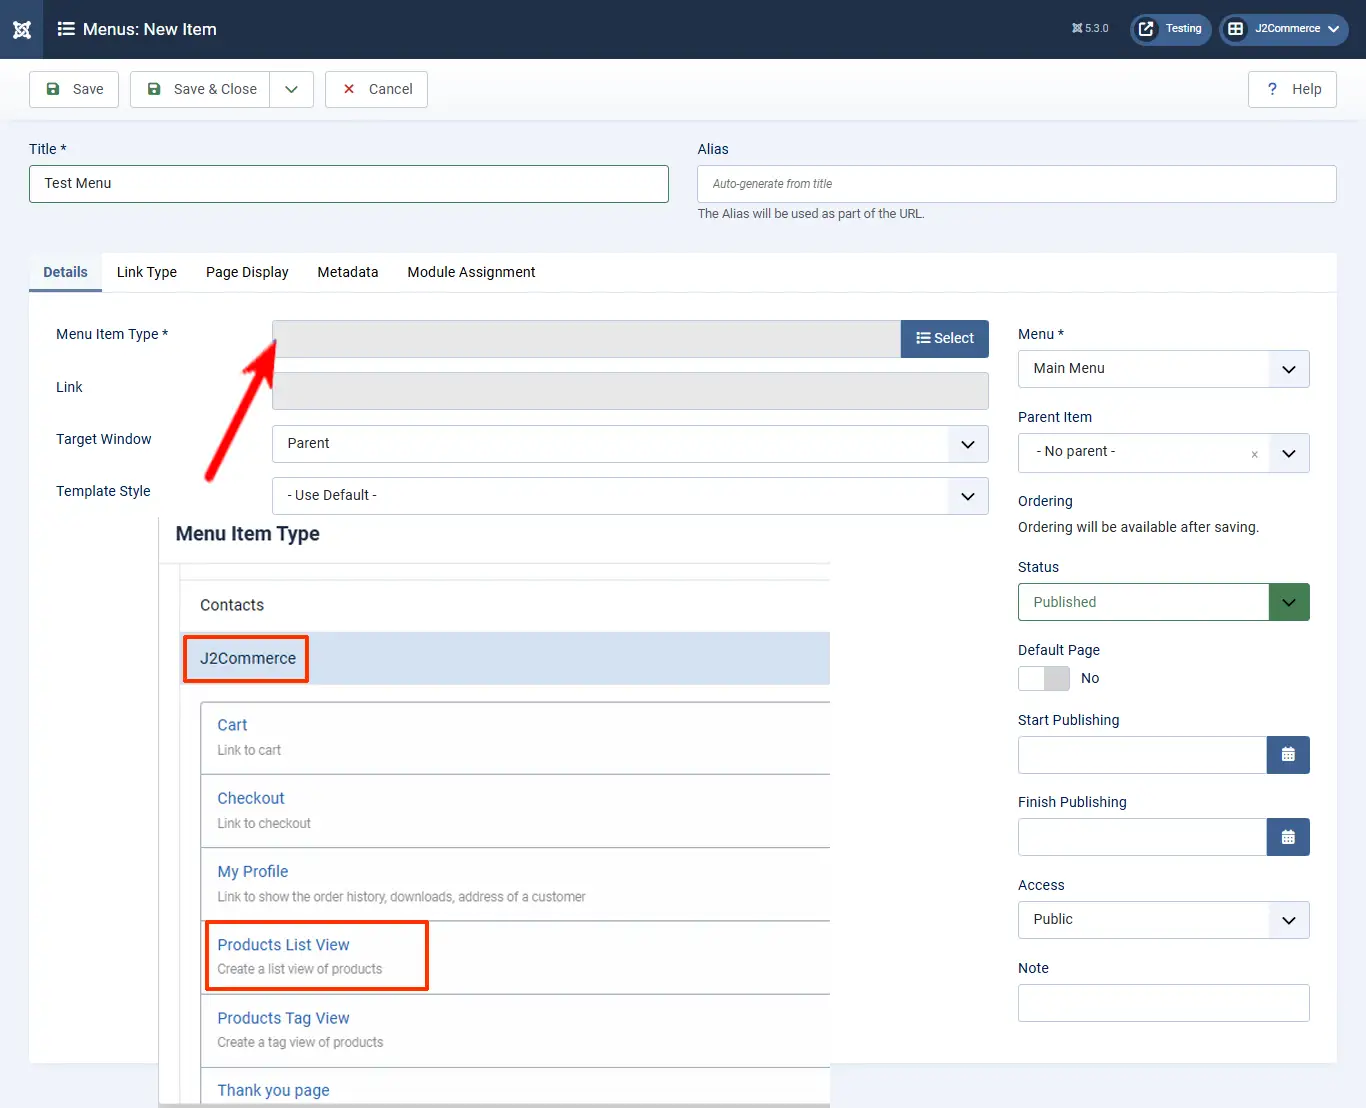 Menus: New Item
5.3.0
Testing
J2Commerce
Save
Save & Close
Cancel
? Help
Title *
Test Menu
Alias
Auto-generate from title
The Alias will be used as part of the URL.
Details
Link Type
Page Display
Metadata
Module Assignment
Menu Item Type *
Select
Link
Target Window
Parent
Template Style
- Use Default -
Menu *
Main Menu
Parent Item
- No parent -
×
Ordering
Ordering will be available after saving.
Status
Published
Default Page
No
Start Publishing
Finish Publishing
Access
Public
Note
Menu Item Type
Contacts
J2Commerce
Cart
Link to cart
Checkout
Link to checkout
My Profile
Link to show the order history, downloads, address of a customer
Products List View
Create a list view of products
Products Tag View
Create a tag view of products
Thank you page